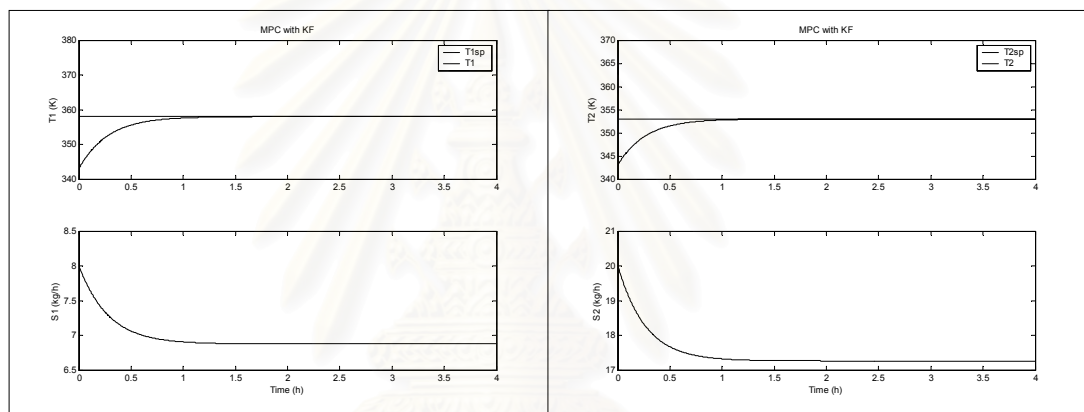 MPC with KF
380
370
360
350
340
T1 (K)
T1sp
T1
0 0.5 1 1.5 2 2.5 3 3.5 4
8.5
8
7.5
7
6.5
S1 (kg/h)
0 0.5 1 1.5 2 2.5 3 3.5 4
Time (h)
MPC with KF
370
365
360
355
350
345
340
T2 (K)
T2sp
T2
0 0.5 1 1.5 2 2.5 3 3.5 4
21
20
19
18
17
S2 (kg/h)
0 0.5 1 1.5 2 2.5 3 3.5 4
Time (h)